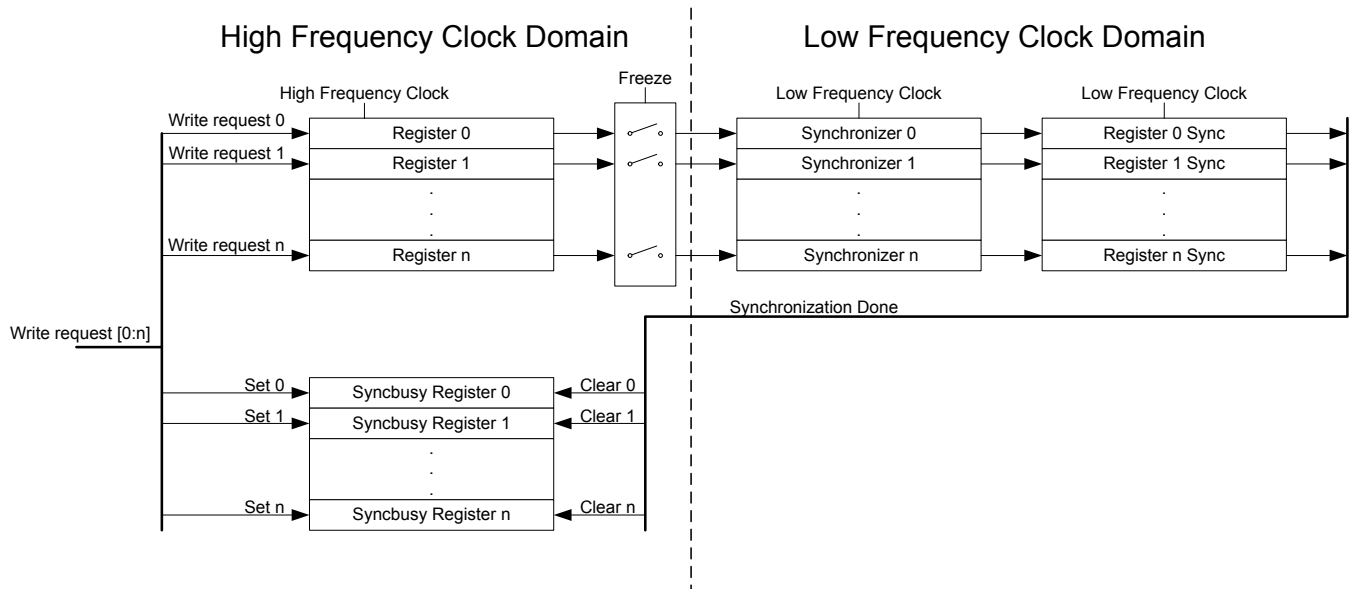 High Frequency Clock Domain
Low Frequency Clock Domain
Freeze
High Frequency Clock
Low Frequency Clock
Low Frequency Clock
Write request 0
Register 0
Synchronizer 0
Register 0 Sync
Write request 1
Register 1
Synchronizer 1
Register 1 Sync
.
.
.
.
.
.
.
.
.
Write request n
Register n
Synchronizer n
Register n Sync
Synchronization Done
Write request [0:n]
Set 0
Syncbusy Register 0
Clear 0
Set 1
Syncbusy Register 1
Clear 1
.
.
.
Set n
Syncbusy Register n
Clear n